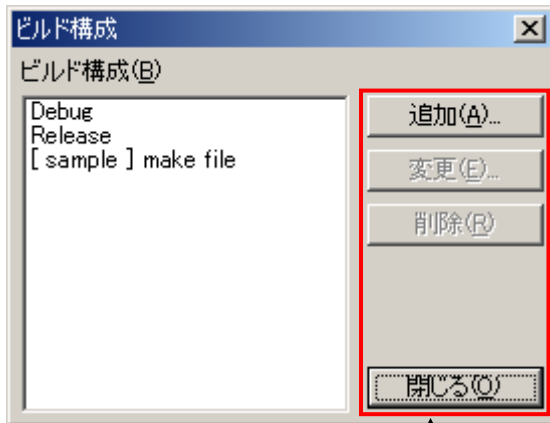 ビルド構成
ビルド構成(B)
Debug
Release
[ sample ] make file
追加(A)...
変更(E)...
削除(R)
閉じる(O)